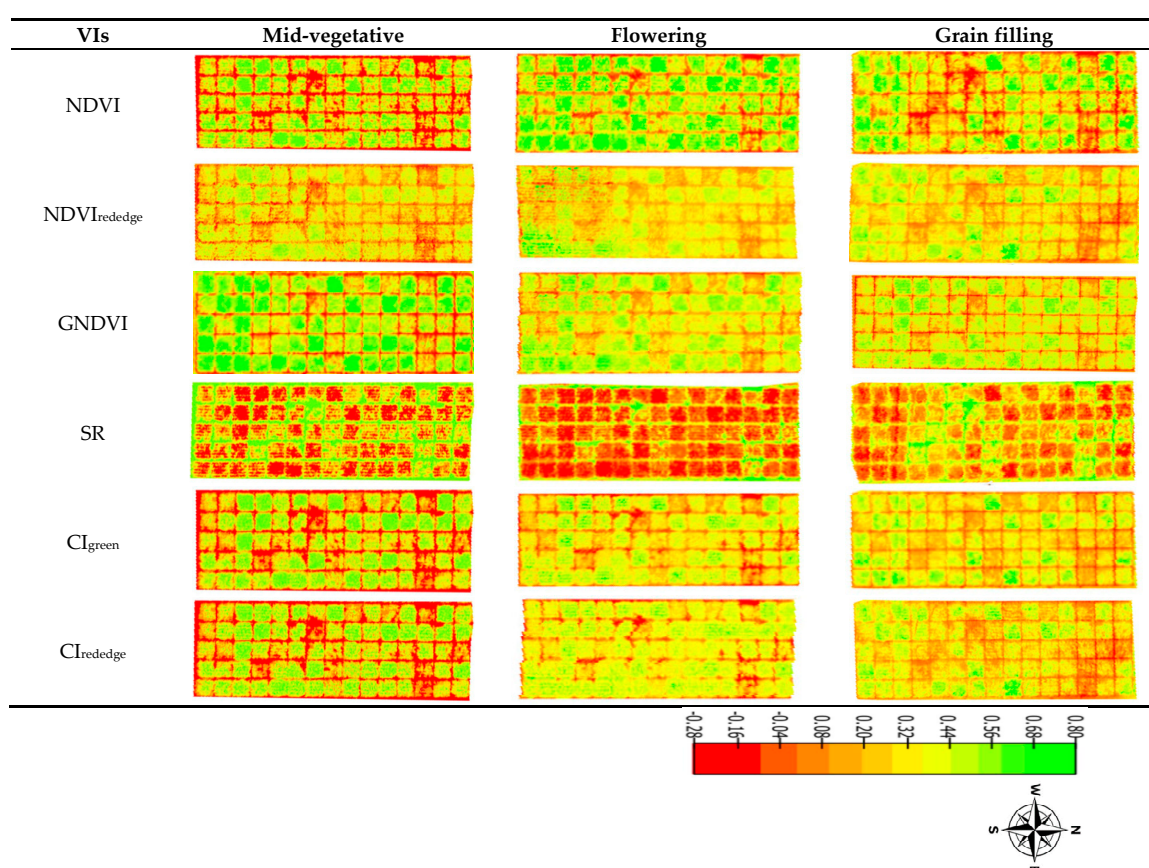 VIs Mid-vegetative Flowering Grain filling
NDVI
NDVIrededge
GNDVI
SR
CIgreen
CIrededge
-0.28 -0.16 -0.04 0.08 0.20 0.32 0.44 0.56 0.68 0.80
W
S N